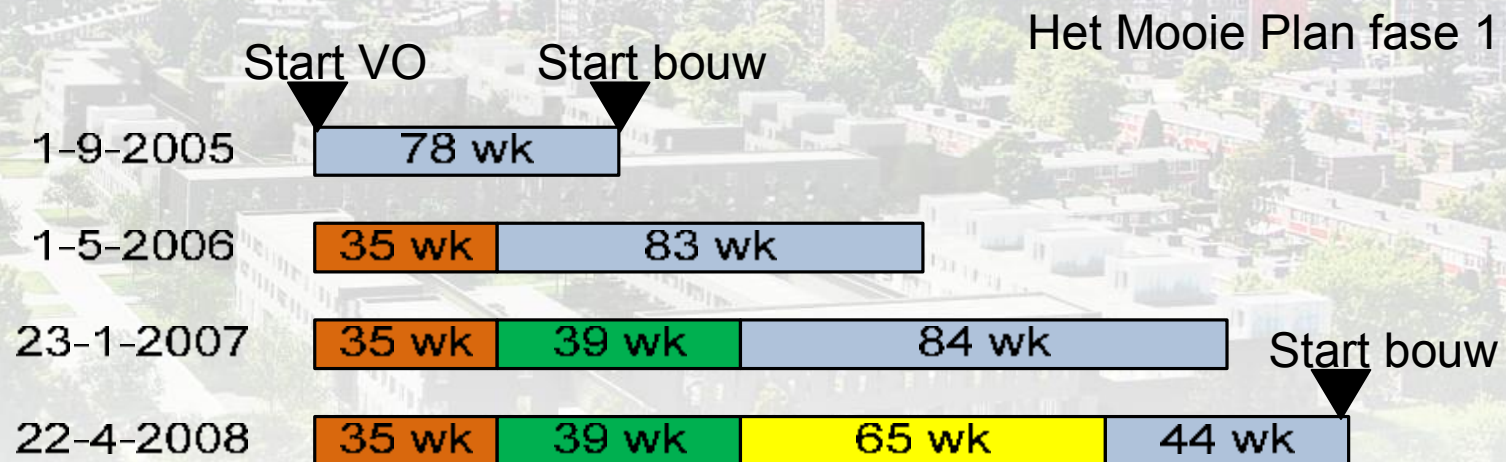 Het Mooie Plan fase 1
Start VO Start bouw
1-9-2005 78 wk
1-5-2006 35 wk 83 wk
23-1-2007 35 wk 39 wk 84 wk
Start bouw
22-4-2008 35 wk 39 wk 65 wk 44 wk